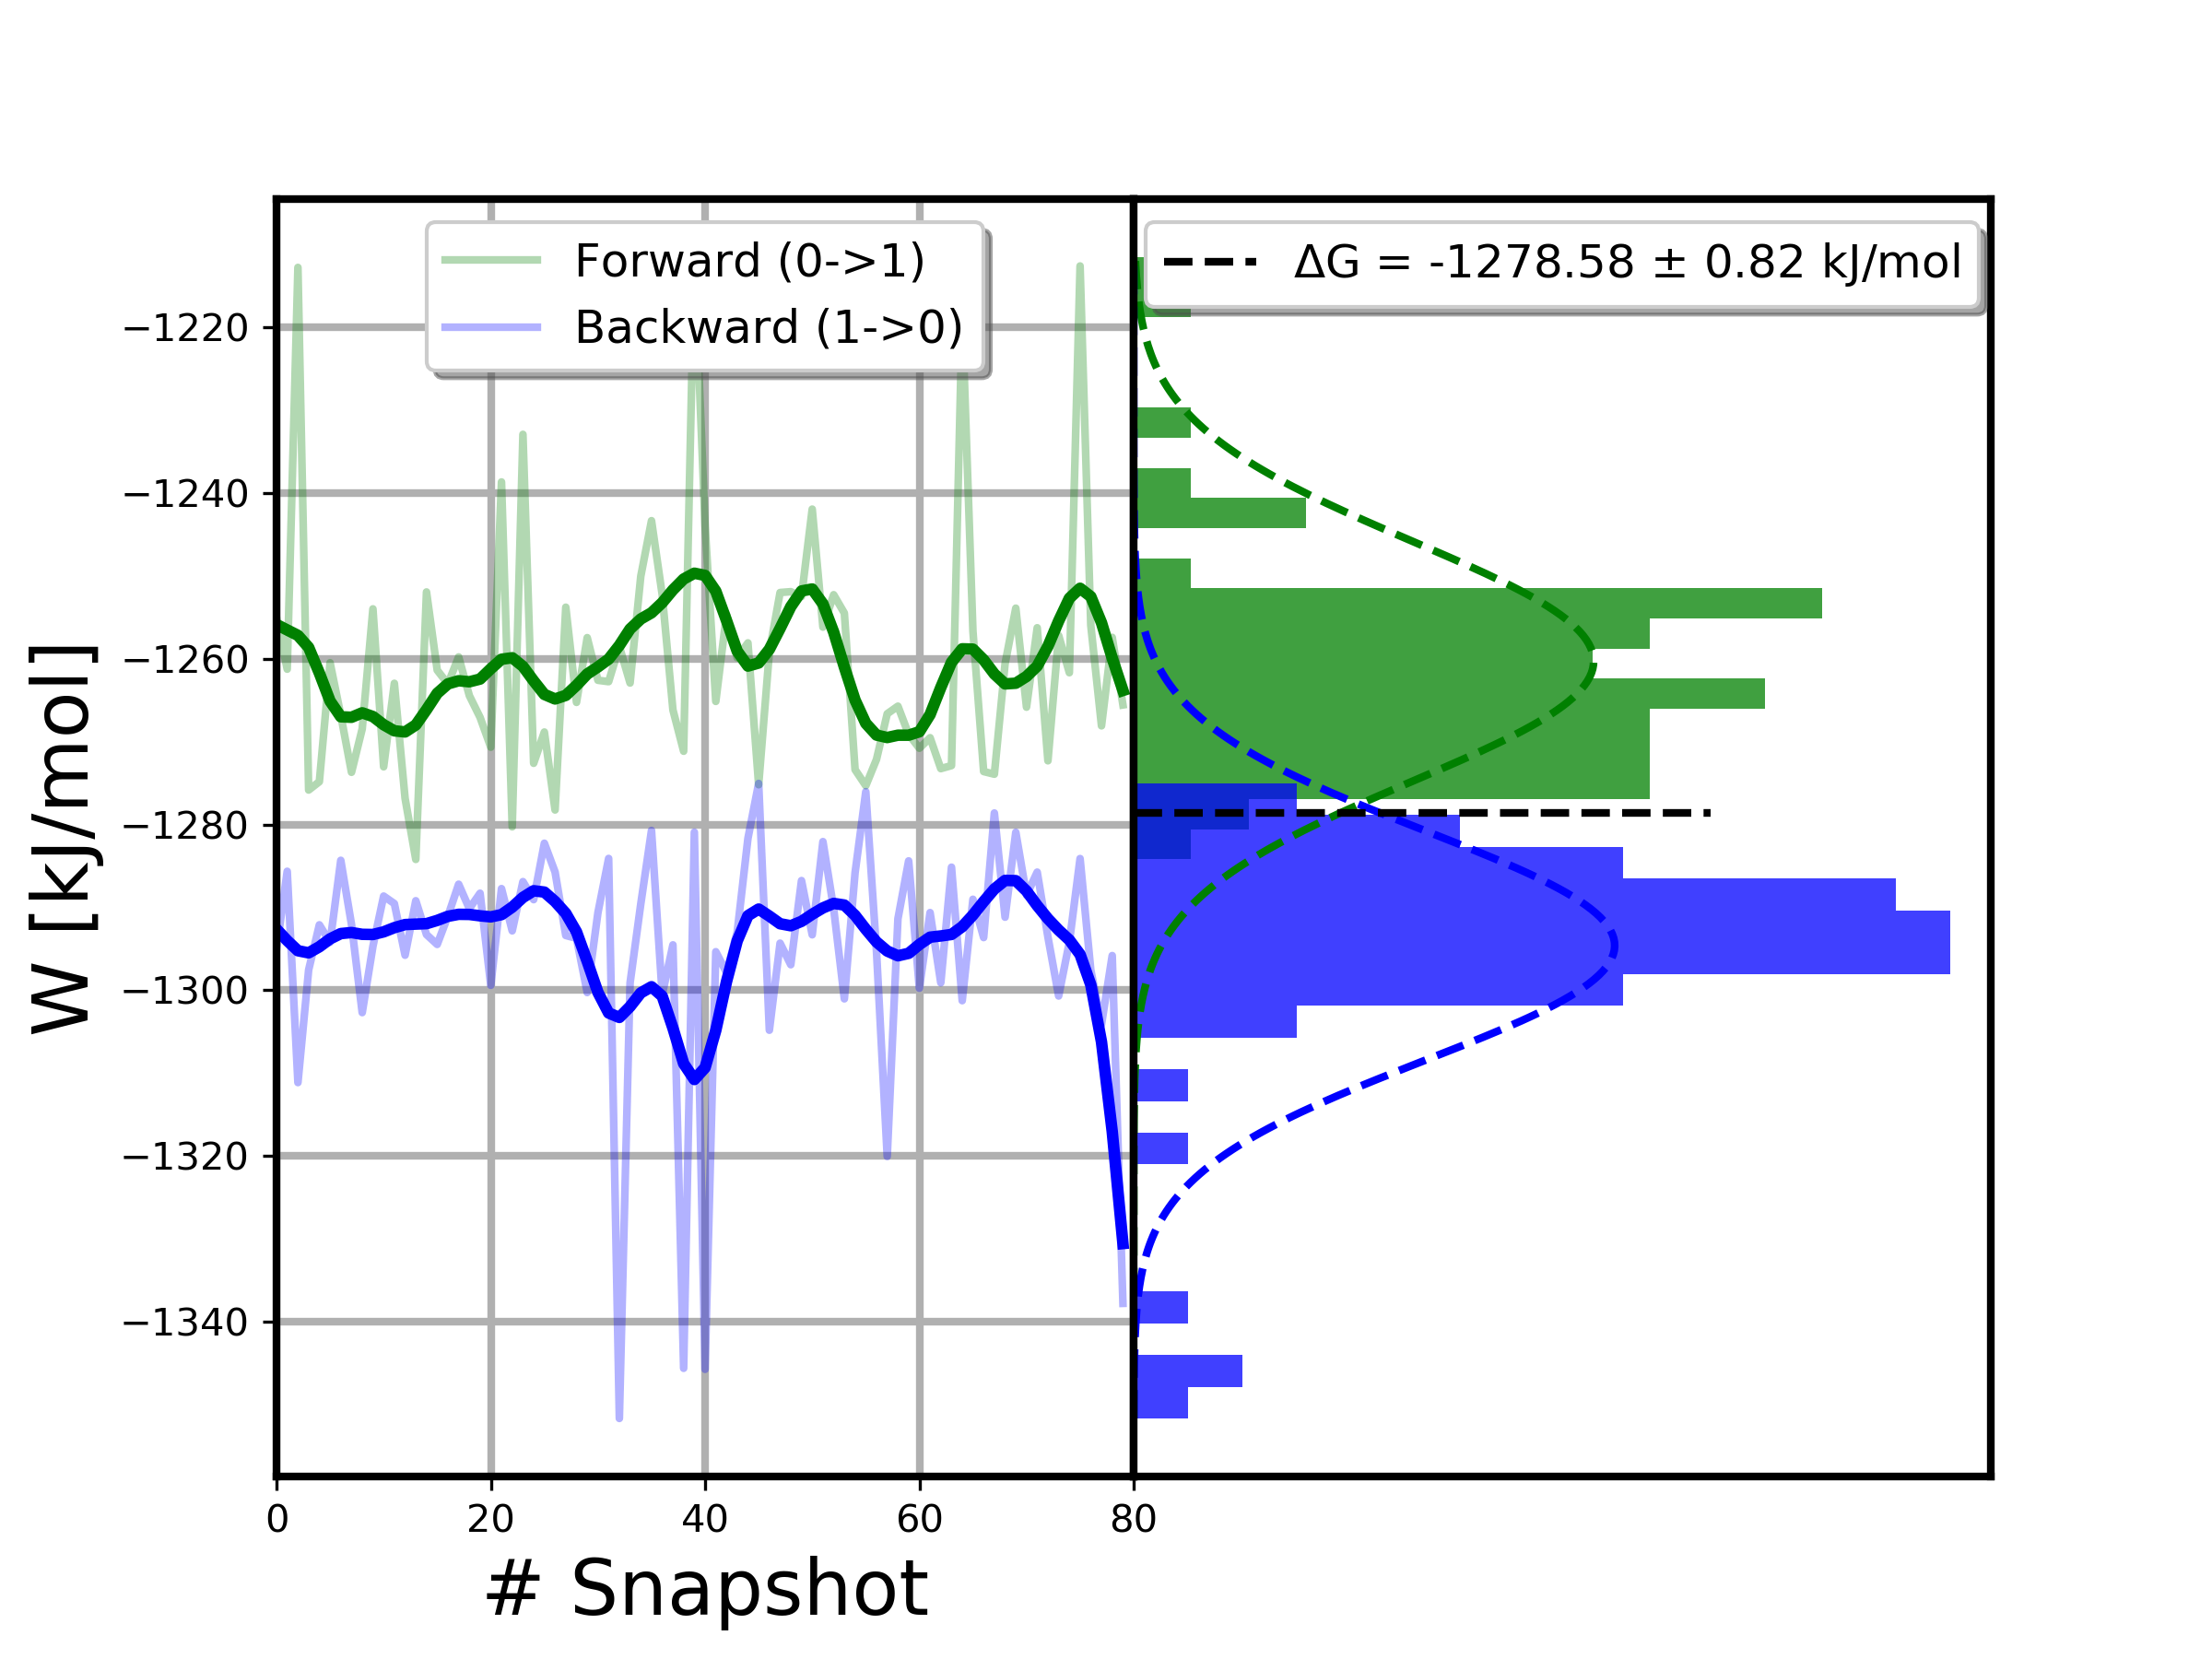 Forward (0->1)
Backward (1->0)
ΔG = -1278.58 ± 0.82 kJ/mol
W [kJ/mol]
−1220
−1240
−1260
−1280
−1300
−1320
−1340
0 20 40 60 80
# Snapshot